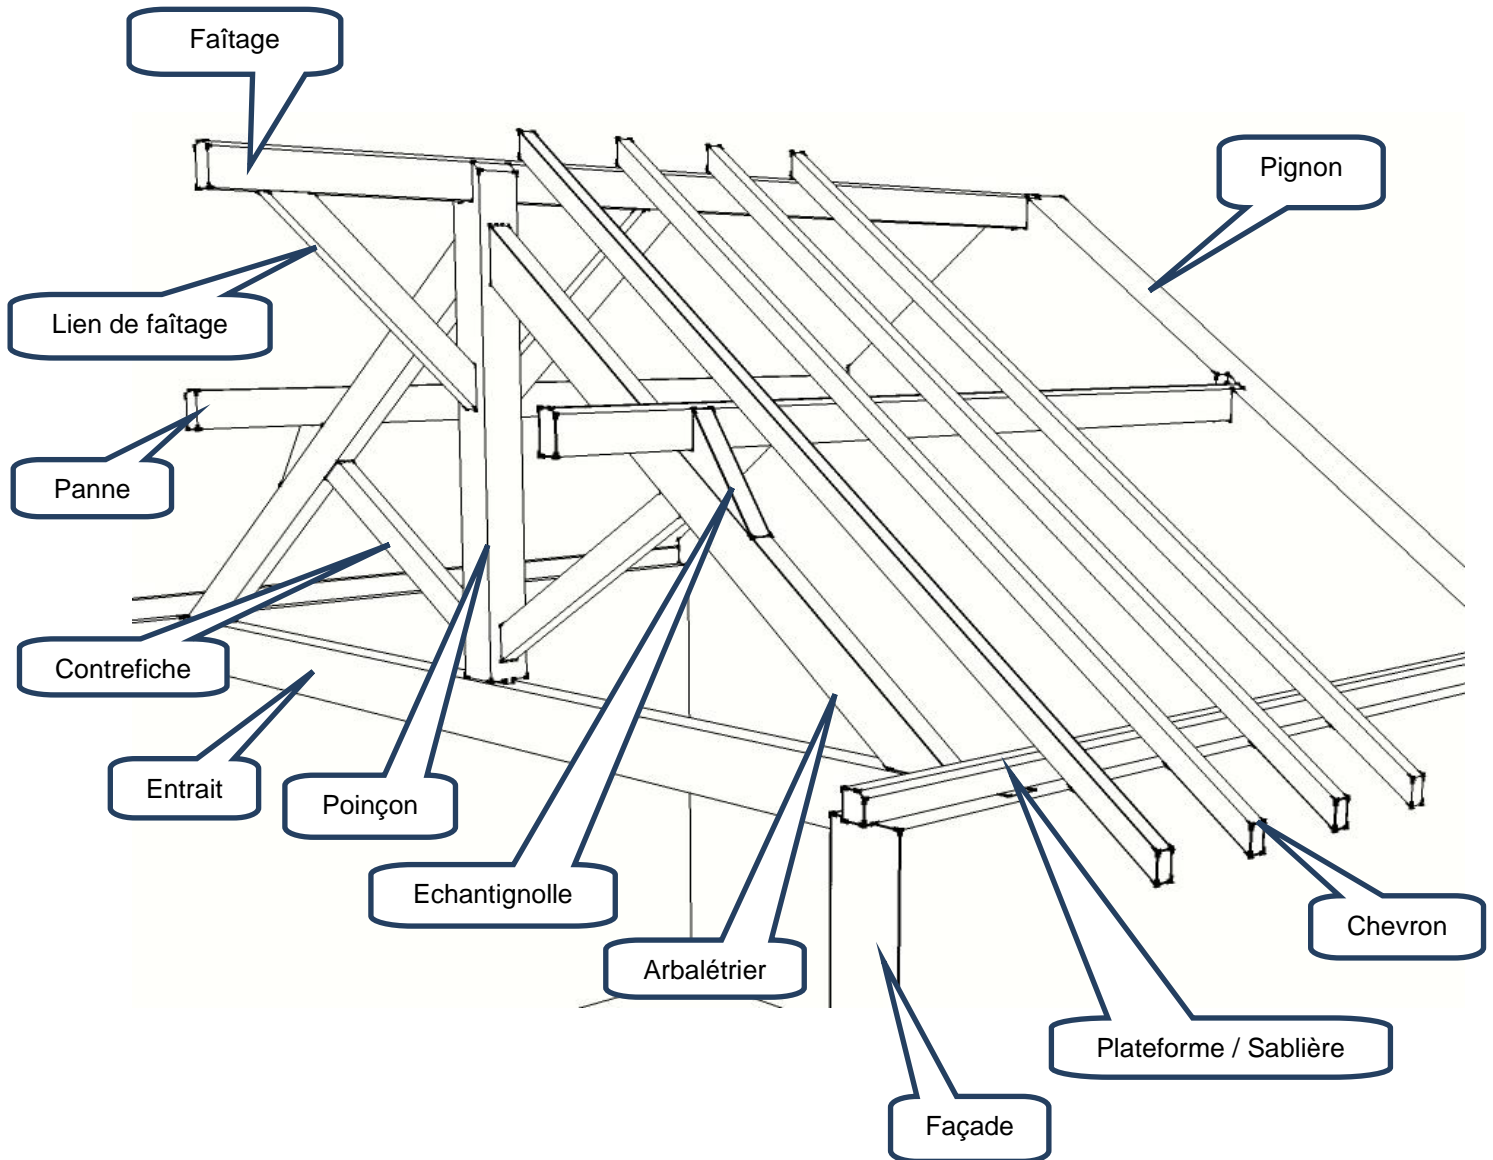 Faîtage
Pignon
Lien de faîtage
Panne
Contrefiche
Entrait
Poinçon
Echantignolle
Arbalétrier
Chevron
Plateforme / Sablière
Façade